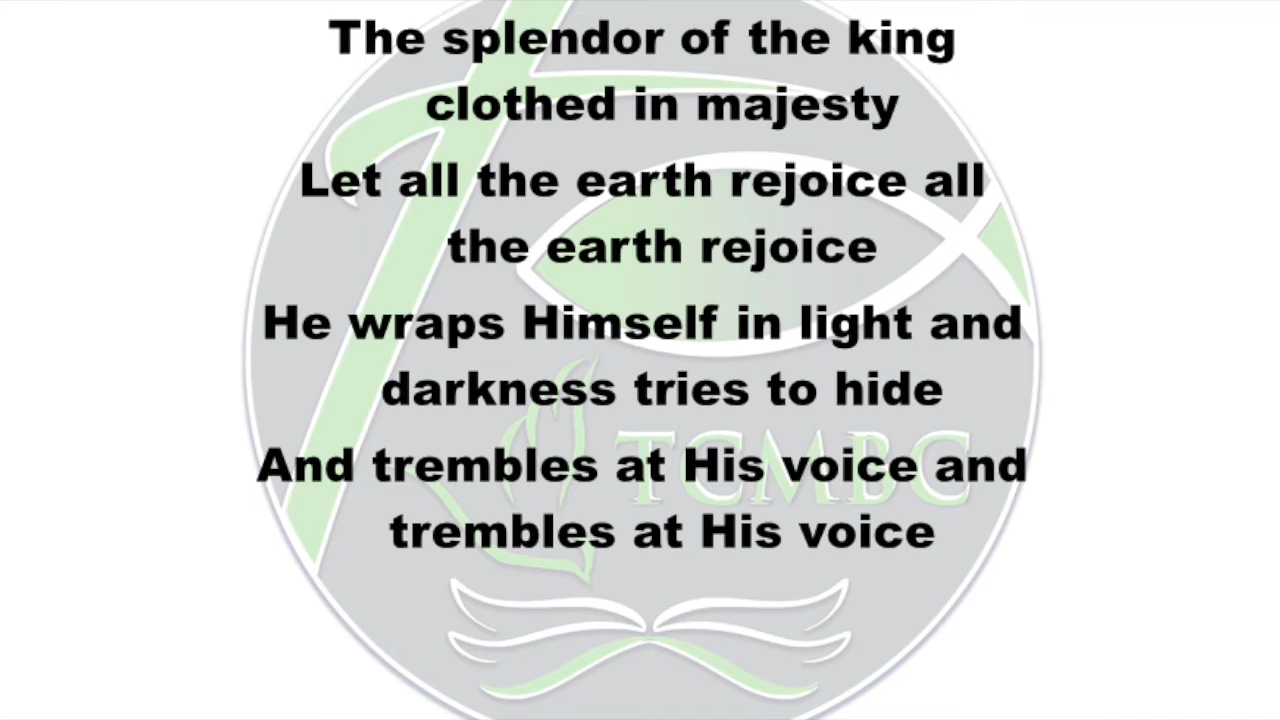 The splendor of the king
clothed in majesty
Let all the earth rejoice all
the earth rejoice
He wraps Himself in light and
darkness tries to hide
TCMBC
And trembles at His voice and
trembles at His voice